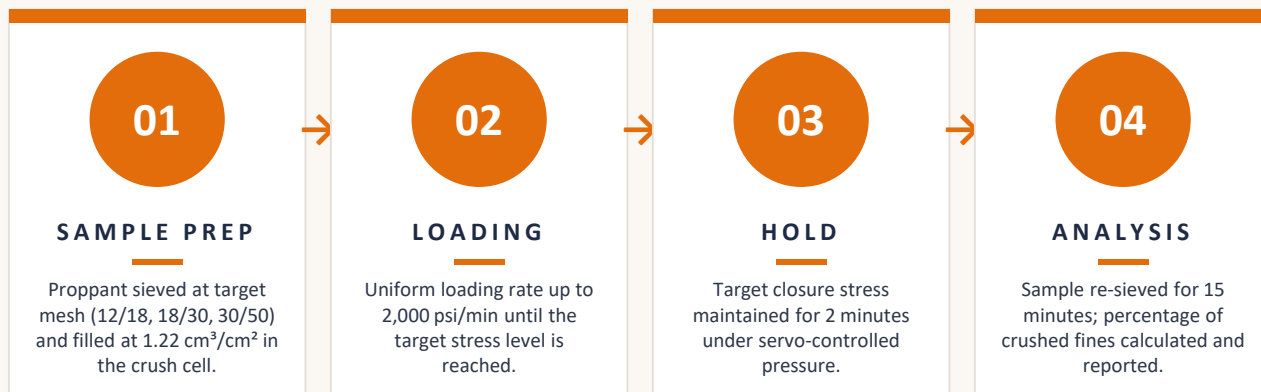 01
SAMPLE PREP
Proppant sieved at target
mesh (12/18, 18/30, 30/50)
and filled at 1.22 cm³/cm² in
the crush cell.
→
02
LOADING
Uniform loading rate up to
2,000 psi/min until the
target stress level is
reached.
→
03
HOLD
Target closure stress
maintained for 2 minutes
under servo-controlled
pressure.
→
04
ANALYSIS
Sample re-sieved for 15
minutes; percentage of
crushed fines calculated and
reported.